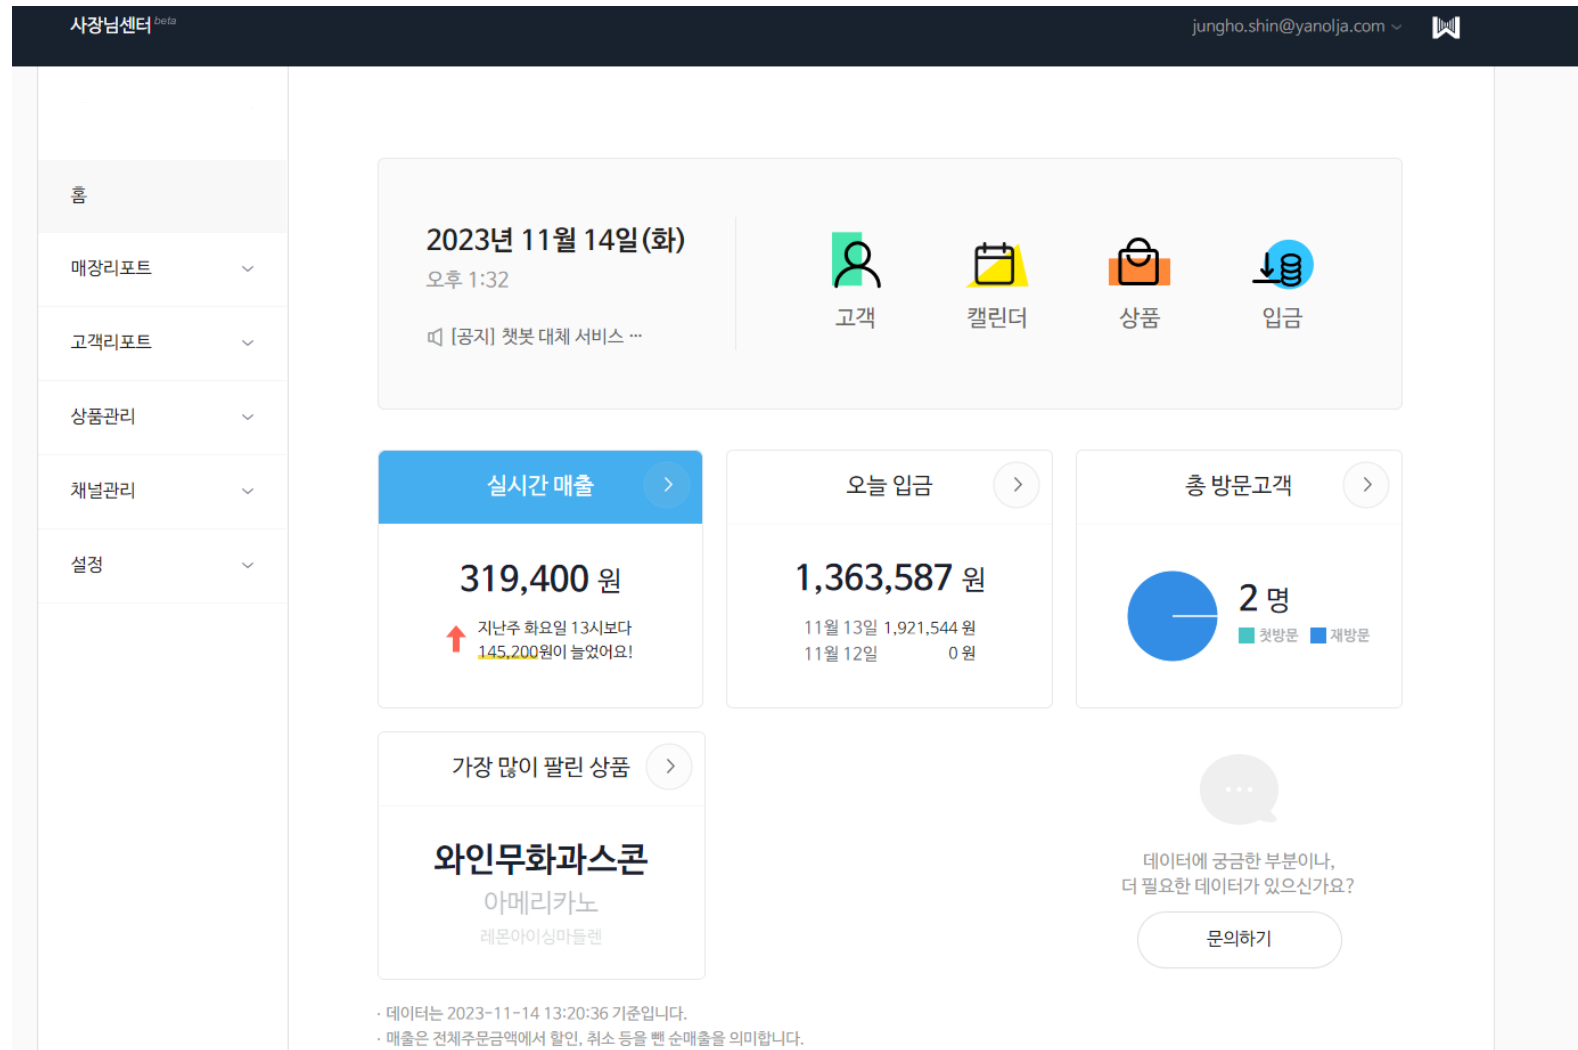 사장님센터 beta
jungho.shin@yanolja.com
홈
매장리포트
고객리포트
상품관리
채널관리
설정
2023년 11월 14일(화)
오후 1:32
[공지] 챗봇 대체 서비스 ···
고객
캘린더
상품
입금
실시간 매출
319,400 원
지난주 화요일 13시보다
145,200원이 늘었어요!
오늘 입금
1,363,587 원
11월 13일 1,921,544 원
11월 12일 0 원
총 방문고객
2 명
첫방문 재방문
가장 많이 팔린 상품
와인무화과스콘
아메리카노
레몬아이싱마들렌
데이터에 궁금한 부분이나,
더 필요한 데이터가 있으신가요?
문의하기
· 데이터는 2023-11-14 13:20:36 기준입니다.
· 매출은 전체주문금액에서 할인, 취소 등을 뺀 순매출을 의미합니다.